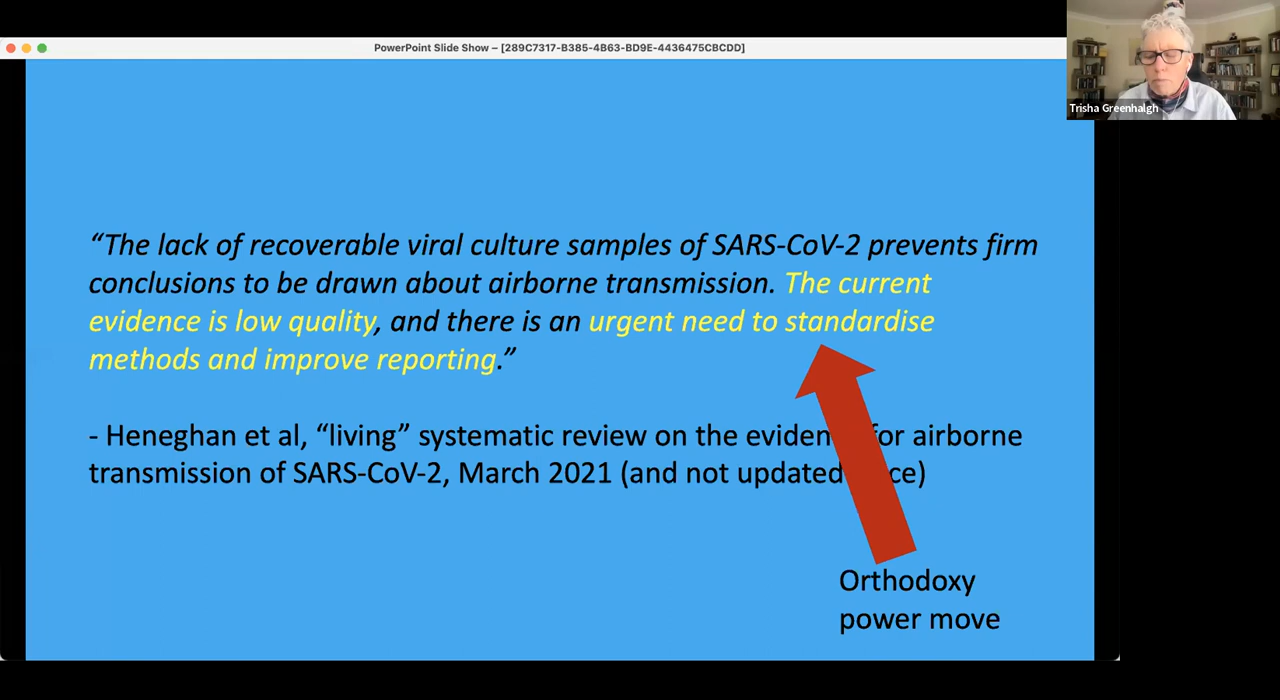 PowerPoint Slide Show – [289C7317-B385-4B63-BD9E-4436475CBCDD]
Trisha Greenhalgh
“The lack of recoverable viral culture samples of SARS-CoV-2 prevents firm
conclusions to be drawn about airborne transmission. The current
evidence is low quality, and there is an urgent need to standardise
methods and improve reporting.”
- Heneghan et al, “living” systematic review on the eviden for airborne
transmission of SARS-CoV-2, March 2021 (and not updated ce)
Orthodoxy
power move